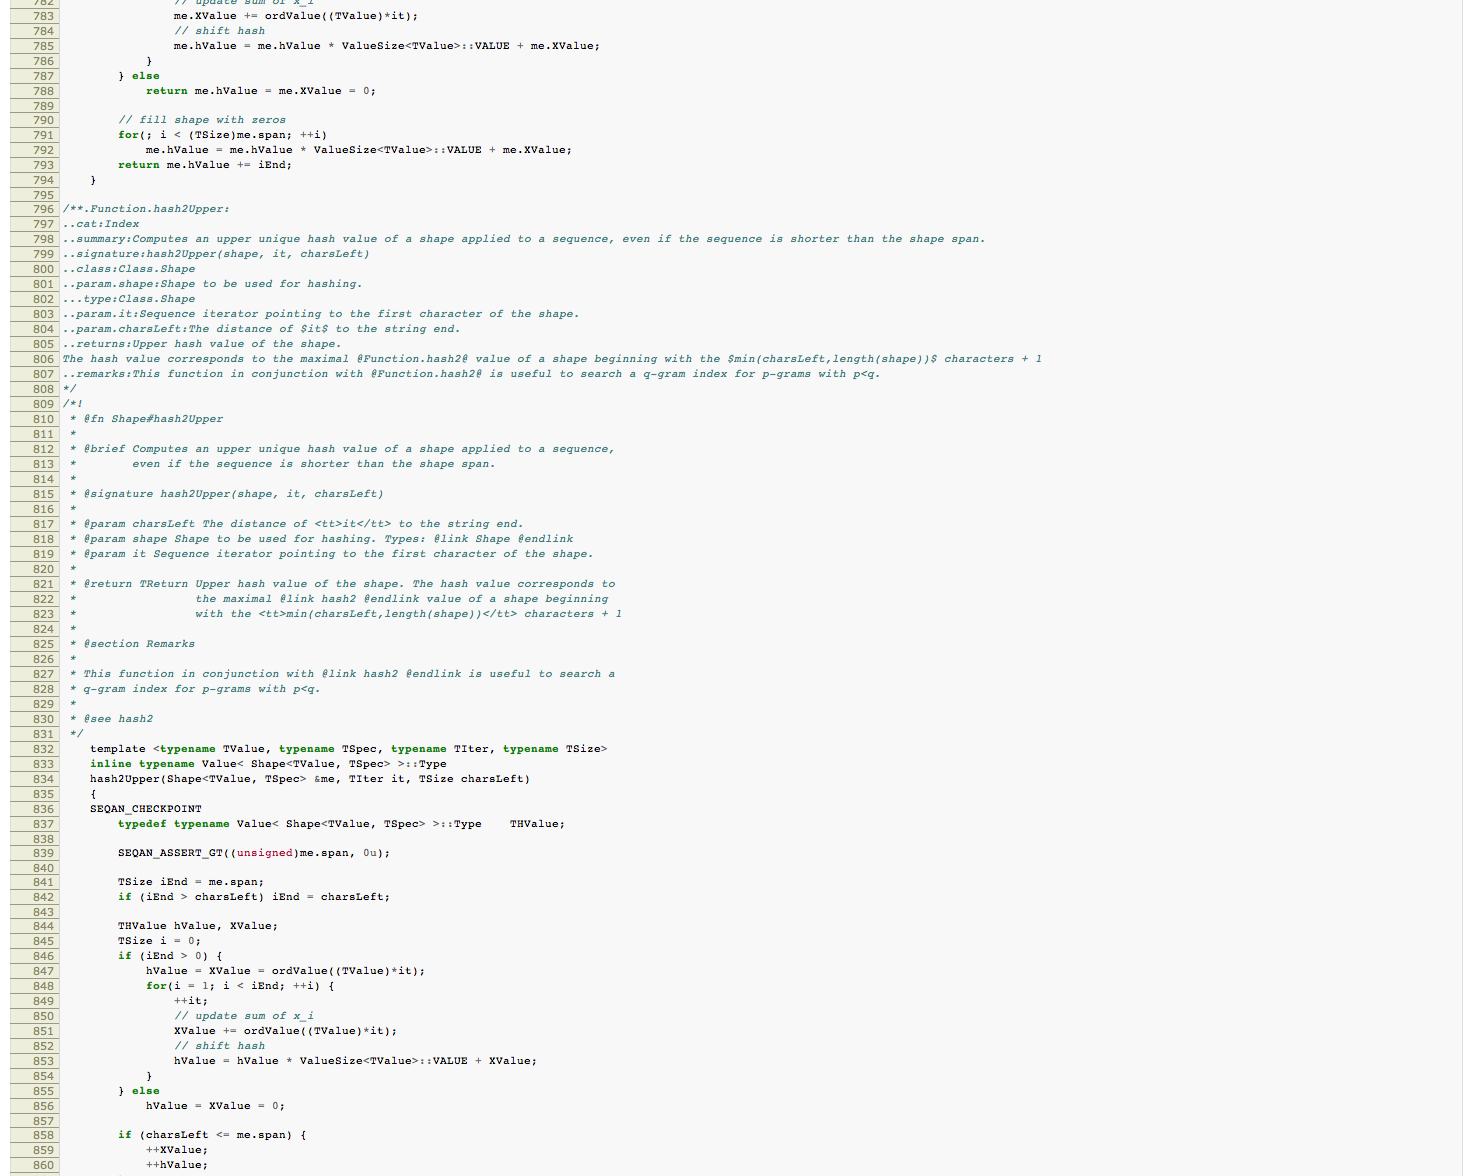 782                 // update sum of x_i
783                 me.XValue += ordValue((TValue)*it);
784                 // shift hash
785                 me.hValue = me.hValue * ValueSize<TValue>::VALUE + me.XValue;
786             }
787         } else
788             return me.hValue = me.XValue = 0;
789
790         // fill shape with zeros
791         for(; i < (TSize)me.span; ++i)
792             me.hValue = me.hValue * ValueSize<TValue>::VALUE + me.XValue;
793         return me.hValue += iEnd;
794     }
795
796 /**.Function.hash2Upper:
797 ..cat:Index
798 ..summary:Computes an upper unique hash value of a shape applied to a sequence, even if the sequence is shorter than the shape span.
799 ..signature:hash2Upper(shape, it, charsLeft)
800 ..class:Class.Shape
801 ..param.shape:Shape to be used for hashing.
802 ...type:Class.Shape
803 ..param.it:Sequence iterator pointing to the first character of the shape.
804 ..param.charsLeft:The distance of $it$ to the string end.
805 ..returns:Upper hash value of the shape.
806 The hash value corresponds to the maximal @Function.hash2@ value of a shape beginning with the $min(charsLeft,length(shape))$ characters + 1
807 ..remarks:This function in conjunction with @Function.hash2@ is useful to search a q-gram index for p-grams with p<q.
808 */
809 /*!
810  * @fn Shape#hash2Upper
811  *
812  * @brief Computes an upper unique hash value of a shape applied to a sequence,
813  *        even if the sequence is shorter than the shape span.
814  *
815  * @signature hash2Upper(shape, it, charsLeft)
816  *
817  * @param charsLeft The distance of <tt>it</tt> to the string end.
818  * @param shape Shape to be used for hashing. Types: @link Shape @endlink
819  * @param it Sequence iterator pointing to the first character of the shape.
820  *
821  * @return TReturn Upper hash value of the shape. The hash value corresponds to
822  *                 the maximal @link hash2 @endlink value of a shape beginning
823  *                 with the <tt>min(charsLeft,length(shape))</tt> characters + 1
824  *
825  * @section Remarks
826  *
827  * This function in conjunction with @link hash2 @endlink is useful to search a
828  * q-gram index for p-grams with p<q.
829  *
830  * @see hash2
831  */
832     template <typename TValue, typename TSpec, typename TIter, typename TSize>
833     inline typename Value< Shape<TValue, TSpec> >::Type
834     hash2Upper(Shape<TValue, TSpec> &me, TIter it, TSize charsLeft)
835     {
836     SEQAN_CHECKPOINT
837         typedef typename Value< Shape<TValue, TSpec> >::Type    THValue;
838
839         SEQAN_ASSERT_GT((unsigned)me.span, 0u);
840
841         TSize iEnd = me.span;
842         if (iEnd > charsLeft) iEnd = charsLeft;
843
844         THValue hValue, XValue;
845         TSize i = 0;
846         if (iEnd > 0) {
847             hValue = XValue = ordValue((TValue)*it);
848             for(i = 1; i < iEnd; ++i) {
849                 ++it;
850                 // update sum of x_i
851                 XValue += ordValue((TValue)*it);
852                 // shift hash
853                 hValue = hValue * ValueSize<TValue>::VALUE + XValue;
854             }
855         } else
856             hValue = XValue = 0;
857
858         if (charsLeft <= me.span) {
859             ++XValue;
860             ++hValue;